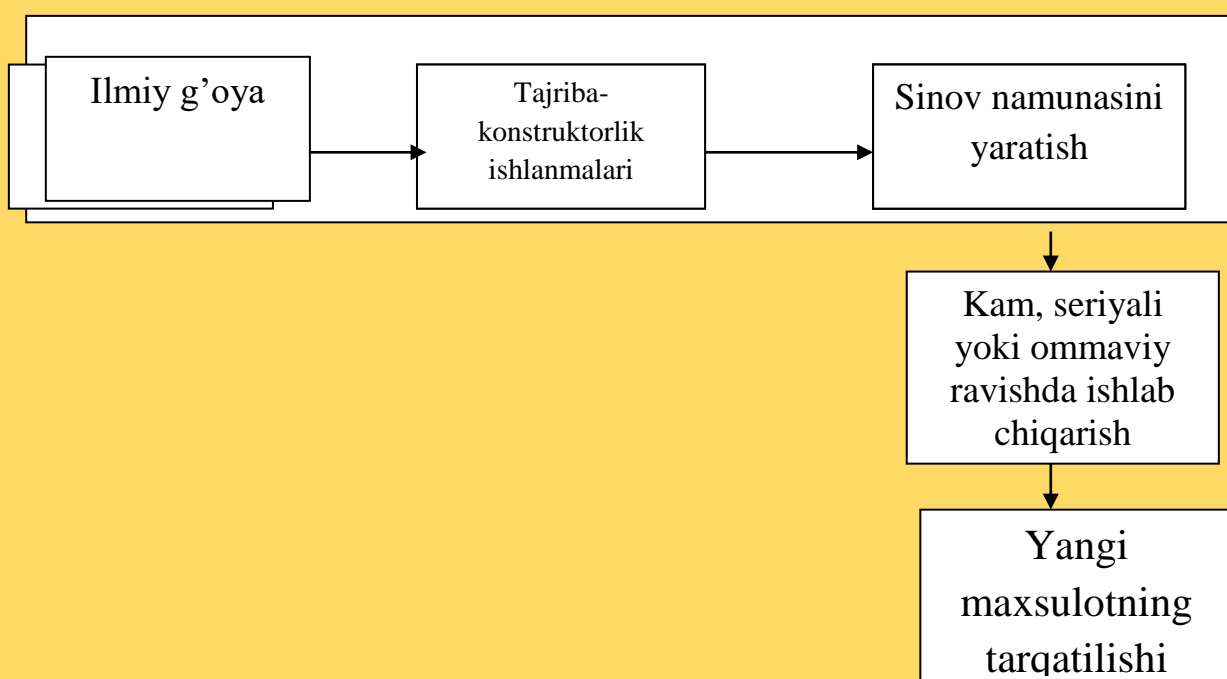 Ilmiy g’oya
Tajriba-
konstruktorlik
ishlanmalari
Sinov namunasini
yaratish
Kam, seriyali
yoki ommaviy
ravishda ishlab
chiqarish
Yangi
maxsulotning
tarqatilishi